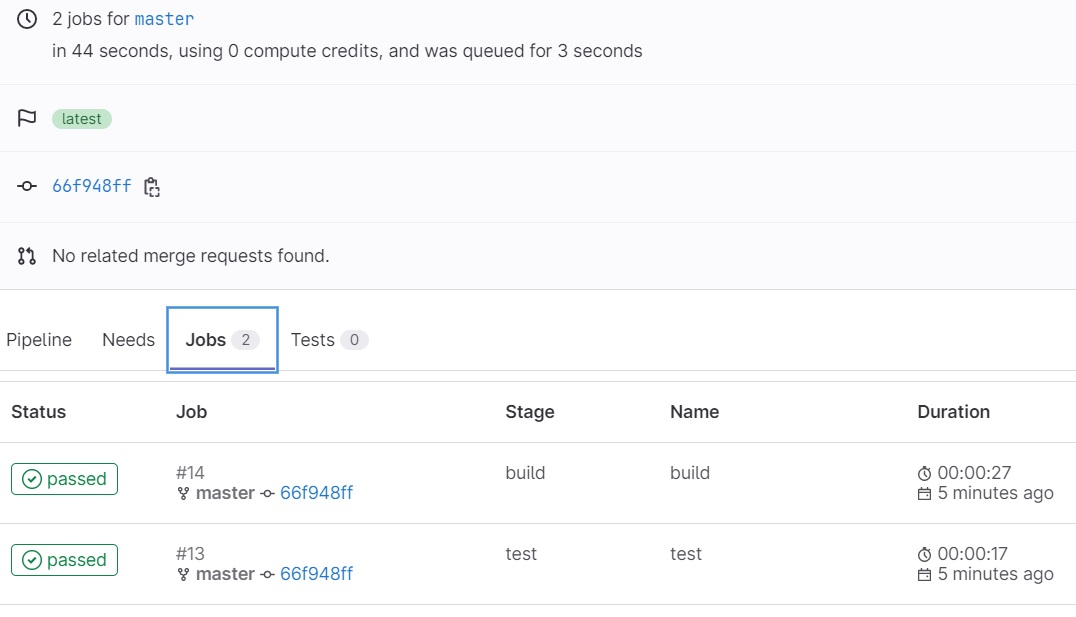 2 jobs for master
in 44 seconds, using 0 compute credits, and was queued for 3 seconds
latest
66f948ff
No related merge requests found.
Pipeline Needs Jobs 2 Tests 0
Status Job Stage Name Duration
passed #14 build build 00:00:27
master 66f948ff 5 minutes ago
passed #13 test test 00:00:17
master 66f948ff 5 minutes ago